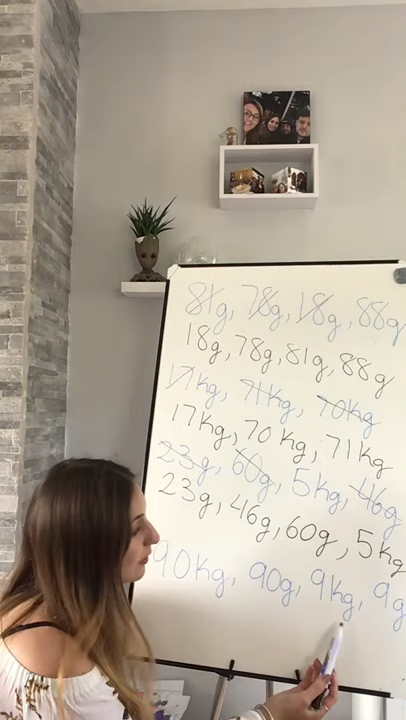 81g, 78g, 18g, 88g
18g, 78g, 81g, 88g
17kg, 71kg, 70kg
17kg, 70kg, 71kg
23g, 60g, 5kg, 46g
23g, 46g, 60g, 5kg
90kg, 90g, 9kg, 9g